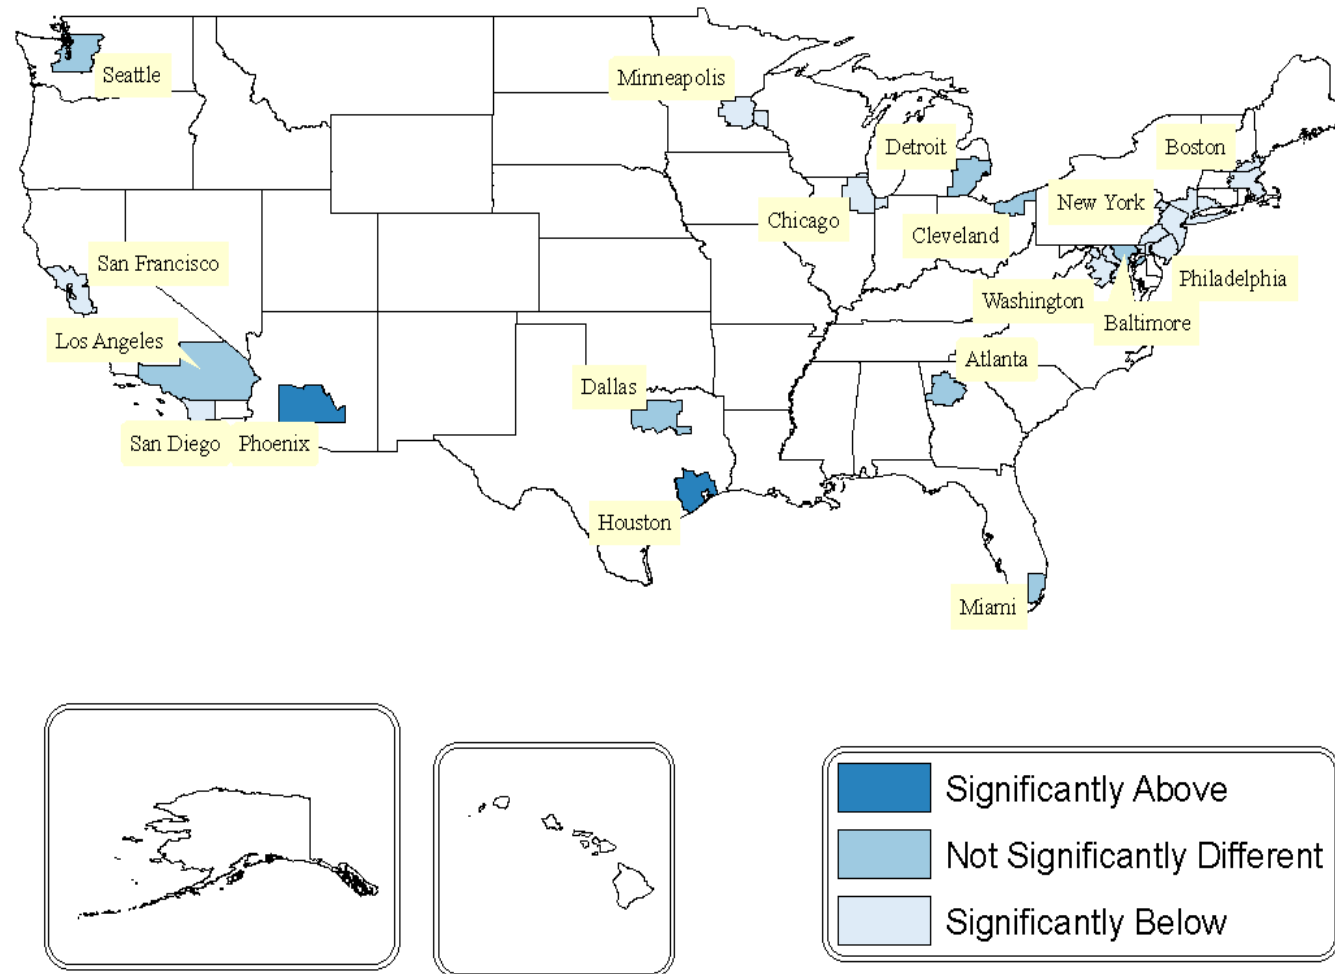 Seattle
Minneapolis
Detroit
Boston
New York
Chicago
Cleveland
San Francisco
Philadelphia
Washington
Baltimore
Los Angeles
Atlanta
Dallas
San Diego
Phoenix
Houston
Miami
Significantly Above
Not Significantly Different
Significantly Below